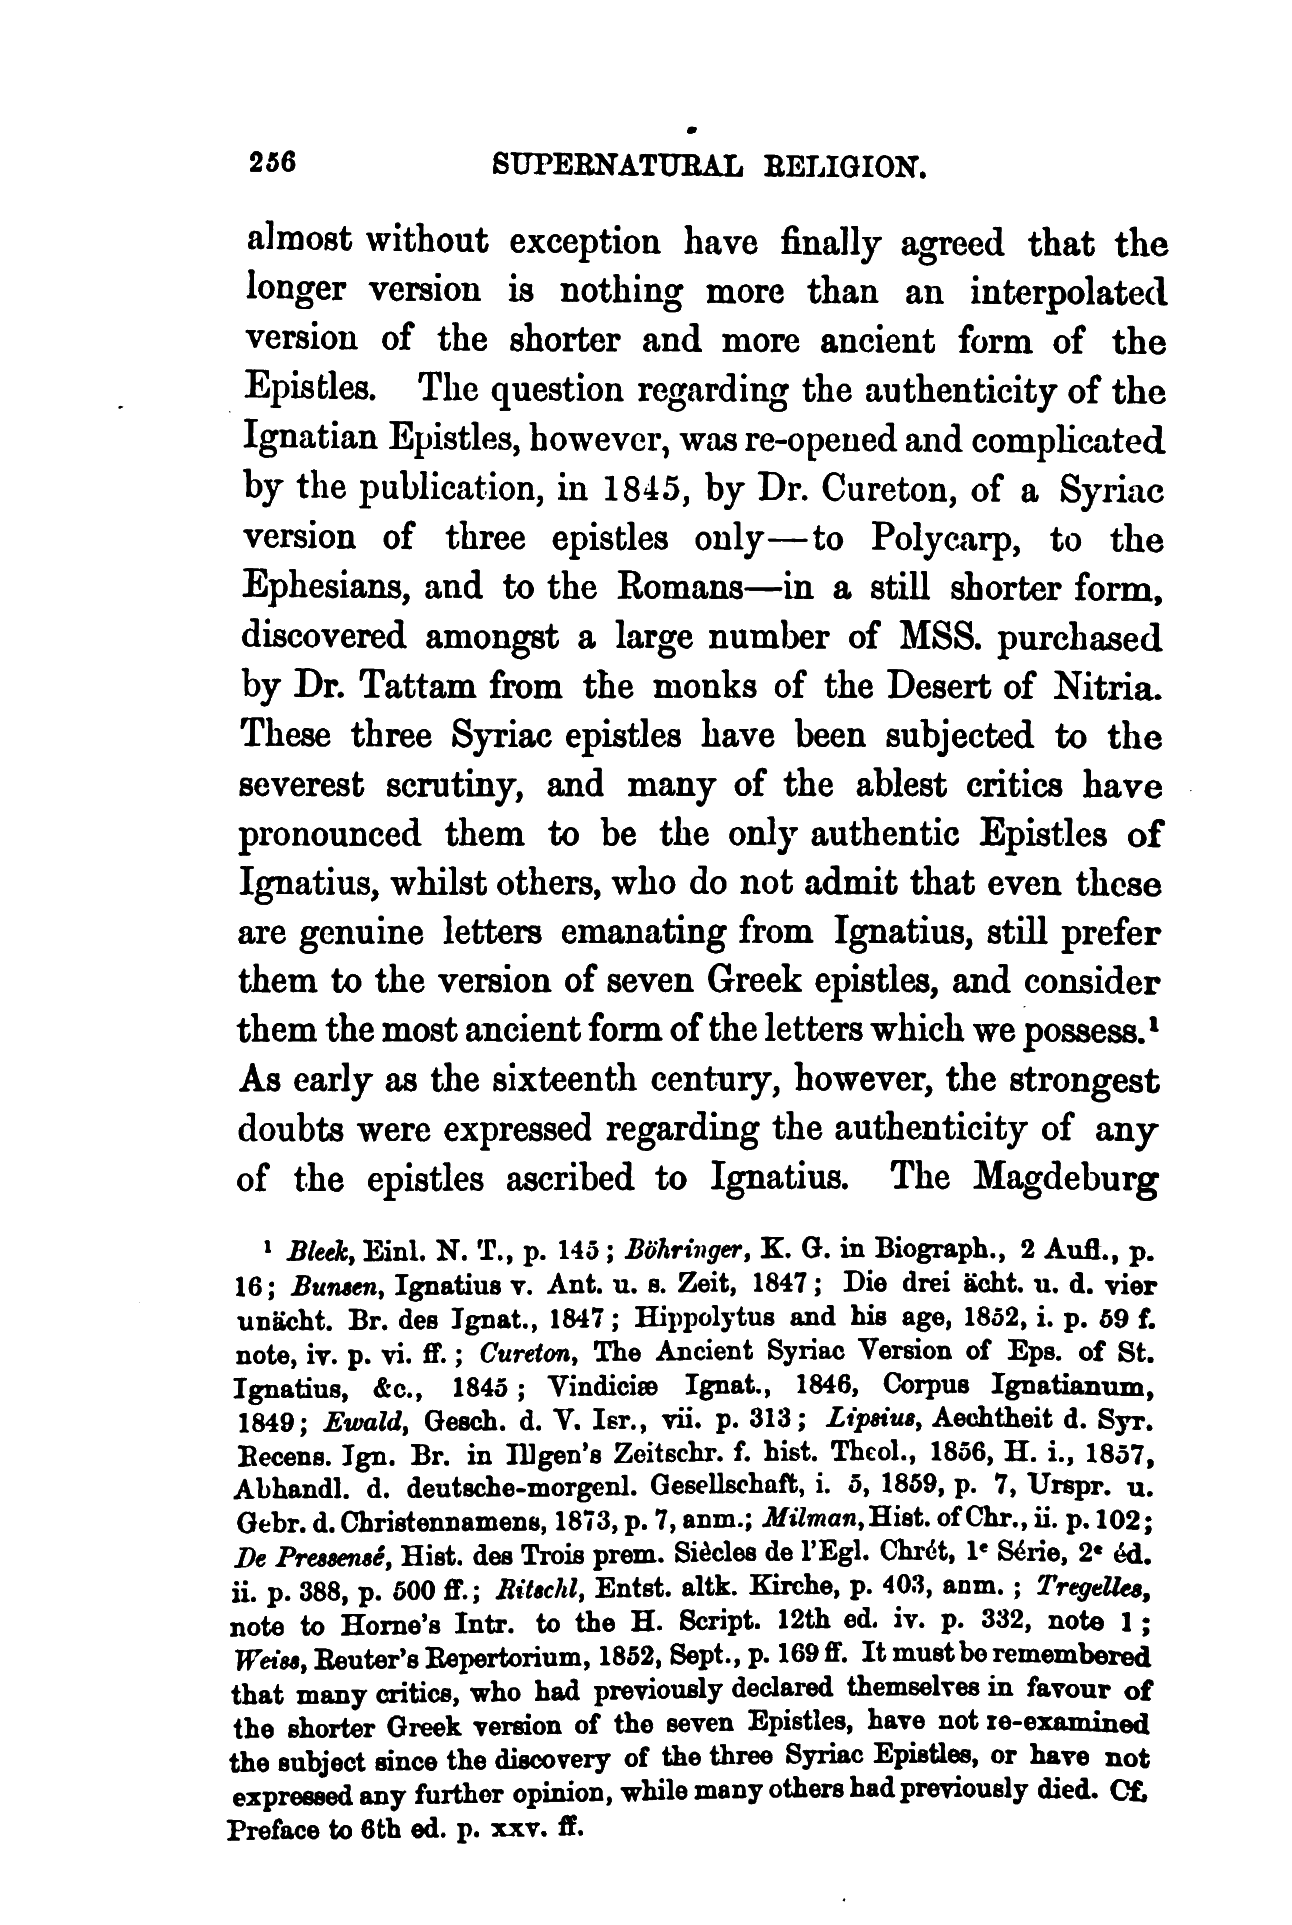 256 SUPERNATURAL RELIGION.
almost without exception have finally agreed that the
longer version is nothing more than an interpolated
version of the shorter and more ancient form of the
Epistles. The question regarding the authenticity of the
Ignatian Epistles, however, was re-opened and complicated
by the publication, in 1845, by Dr. Cureton, of a Syriac
version of three epistles only—to Polycarp, to the
Ephesians, and to the Romans—in a still shorter form,
discovered amongst a large number of MSS. purchased
by Dr. Tattam from the monks of the Desert of Nitria.
These three Syriac epistles have been subjected to the
severest scrutiny, and many of the ablest critics have
pronounced them to be the only authentic Epistles of
Ignatius, whilst others, who do not admit that even these
are genuine letters emanating from Ignatius, still prefer
them to the version of seven Greek epistles, and consider
them the most ancient form of the letters which we possess.¹
As early as the sixteenth century, however, the strongest
doubts were expressed regarding the authenticity of any
of the epistles ascribed to Ignatius. The Magdeburg
¹ Bleek, Einl. N. T., p. 145; Böhringer, K. G. in Biograph., 2 Aufl., p.
16; Bunsen, Ignatius v. Ant. u. s. Zeit, 1847; Die drei ächt. u. d. vier
unächt. Br. des Ignat., 1847; Hippolytus and his age, 1852, i. p. 59 f.
note, iv. p. vi. ff.; Cureton, The Ancient Syriac Version of Eps. of St.
Ignatius, &c., 1845; Vindiciæ Ignat., 1846, Corpus Ignatianum,
1849; Ewald, Gesch. d. V. Isr., vii. p. 313; Lipsius, Aechtheit d. Syr.
Recens. Ign. Br. in Illgen's Zeitschr. f. hist. Theol., 1856, H. i., 1857,
Abhandl. d. deutsche-morgenl. Gesellschaft, i. 5, 1859, p. 7, Urspr. u.
Gebr. d. Christennamens, 1873, p. 7, anm.; Milman, Hist. of Chr., ii. p. 102;
De Pressensé, Hist. des Trois prem. Siècles de l'Egl. Chrét, 1ᵉ Série, 2ᵉ éd.
ii. p. 388, p. 500 ff.; Ritschl, Entst. altk. Kirche, p. 403, anm.; Tregelles,
note to Horne's Intr. to the H. Script. 12th ed. iv. p. 332, note 1;
Weiss, Reuter's Repertorium, 1852, Sept., p. 169 ff. It must be remembered
that many critics, who had previously declared themselves in favour of
the shorter Greek version of the seven Epistles, have not re-examined
the subject since the discovery of the three Syriac Epistles, or have not
expressed any further opinion, while many others had previously died. Cf.
Preface to 6th ed. p. xxv. ff.